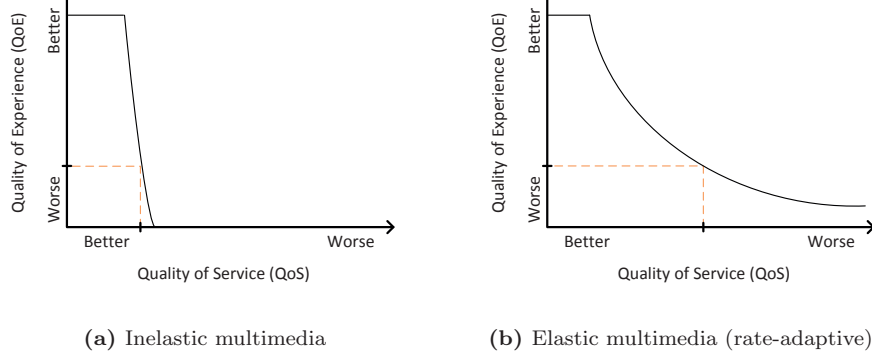 Quality of Experience (QoE)
Better
Worse
Better
Worse
Quality of Service (QoS)
(a) Inelastic multimedia
Quality of Experience (QoE)
Better
Worse
Better
Worse
Quality of Service (QoS)
(b) Elastic multimedia (rate-adaptive)